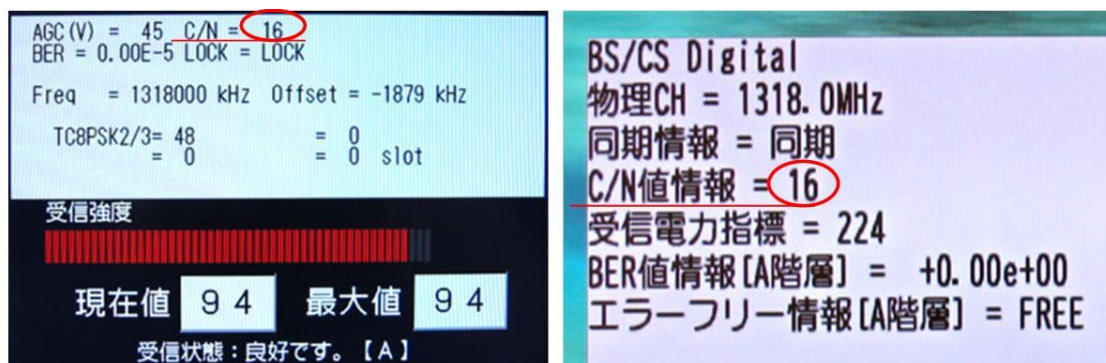 AGC(V) = 45 C/N = 16
BER = 0.00E-5 LOCK = LOCK
Freq = 1318000 kHz Offset = -1879 kHz
TC8PSK2/3= 48 = 0
= 0 = 0 slot
受信強度
現在値 94 最大値 94
受信状態：良好です。【A】
BS/CS Digital
物理CH = 1318.0MHz
同期情報 = 同期
C/N値情報 = 16
受信電力指標 = 224
BER値情報[A階層] = +0.00e+00
エラーフリー情報[A階層] = FREE